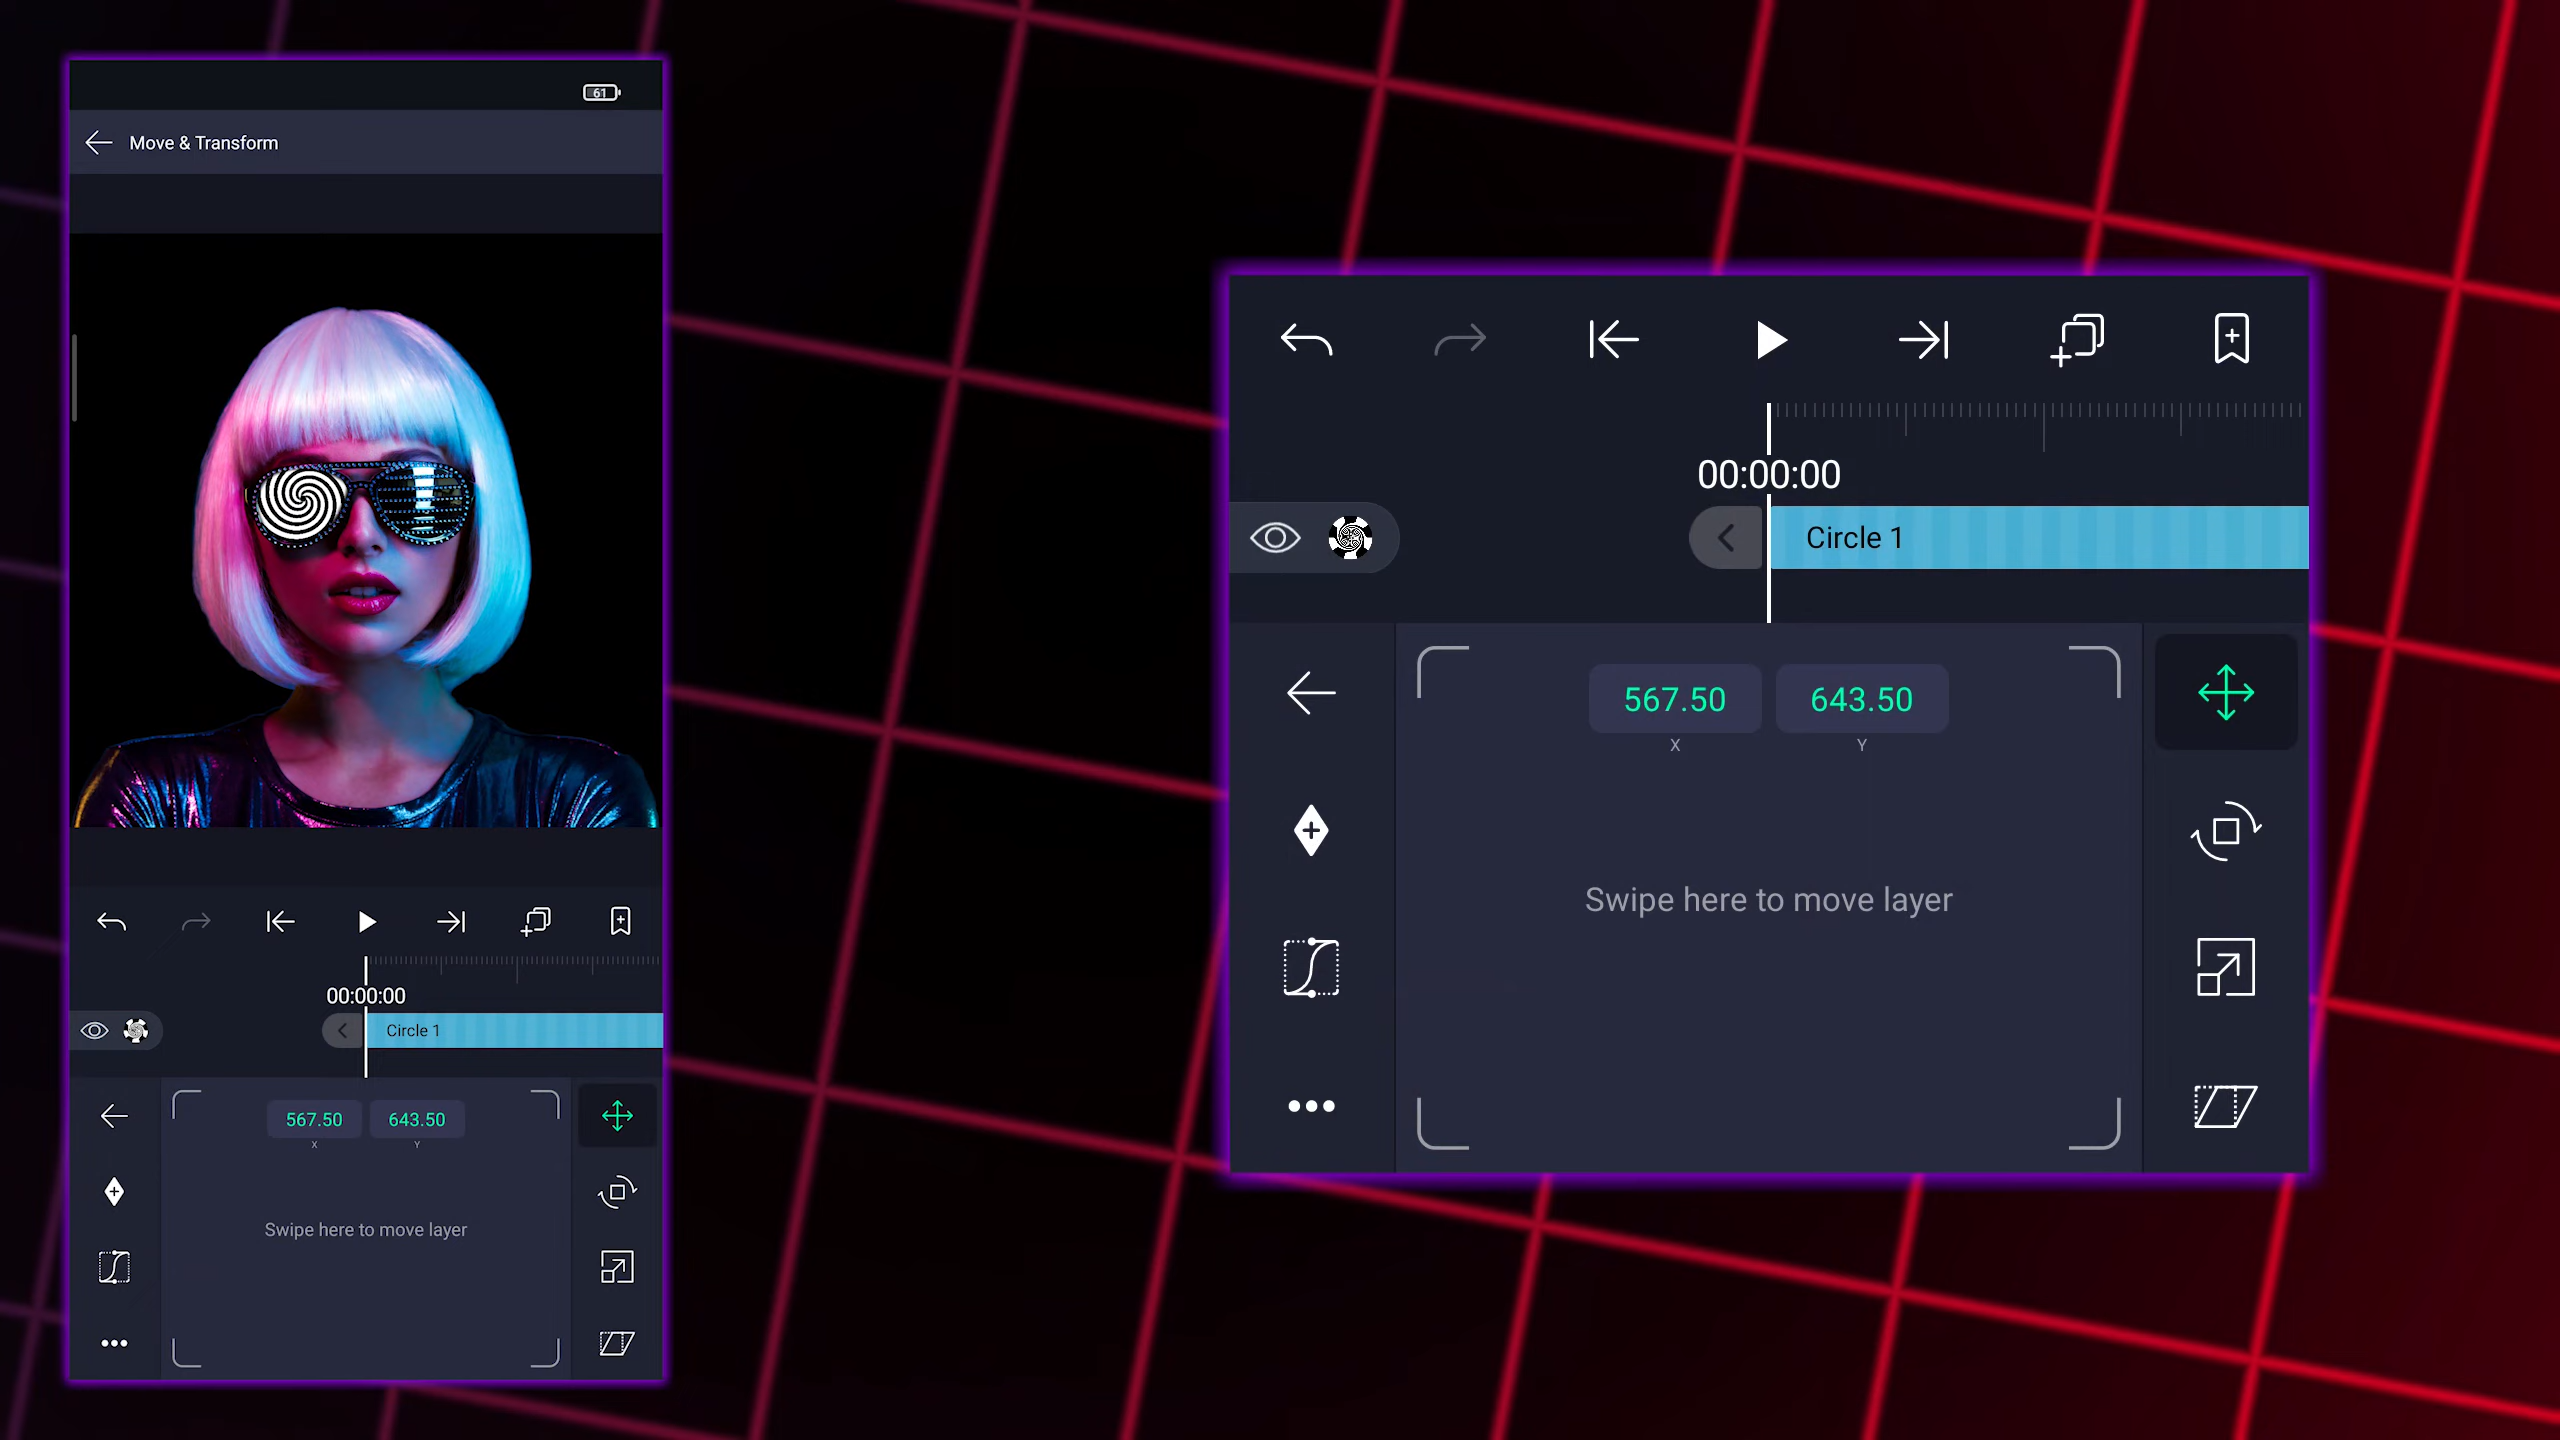 61
Move & Transform
00:00:00
Circle 1
567.50 643.50
X Y
Swipe here to move layer
00:00:00
Circle 1
567.50 643.50
X Y
Swipe here to move layer